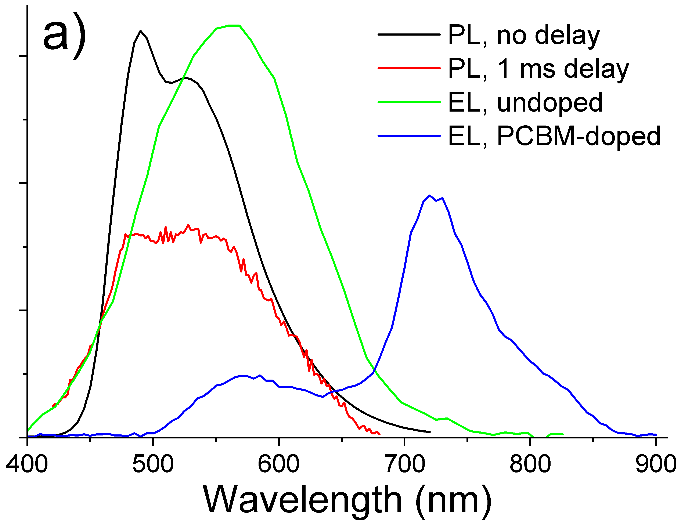 a)
PL, no delay
PL, 1 ms delay
EL, undoped
EL, PCBM-doped
400 500 600 700 800 900
Wavelength (nm)